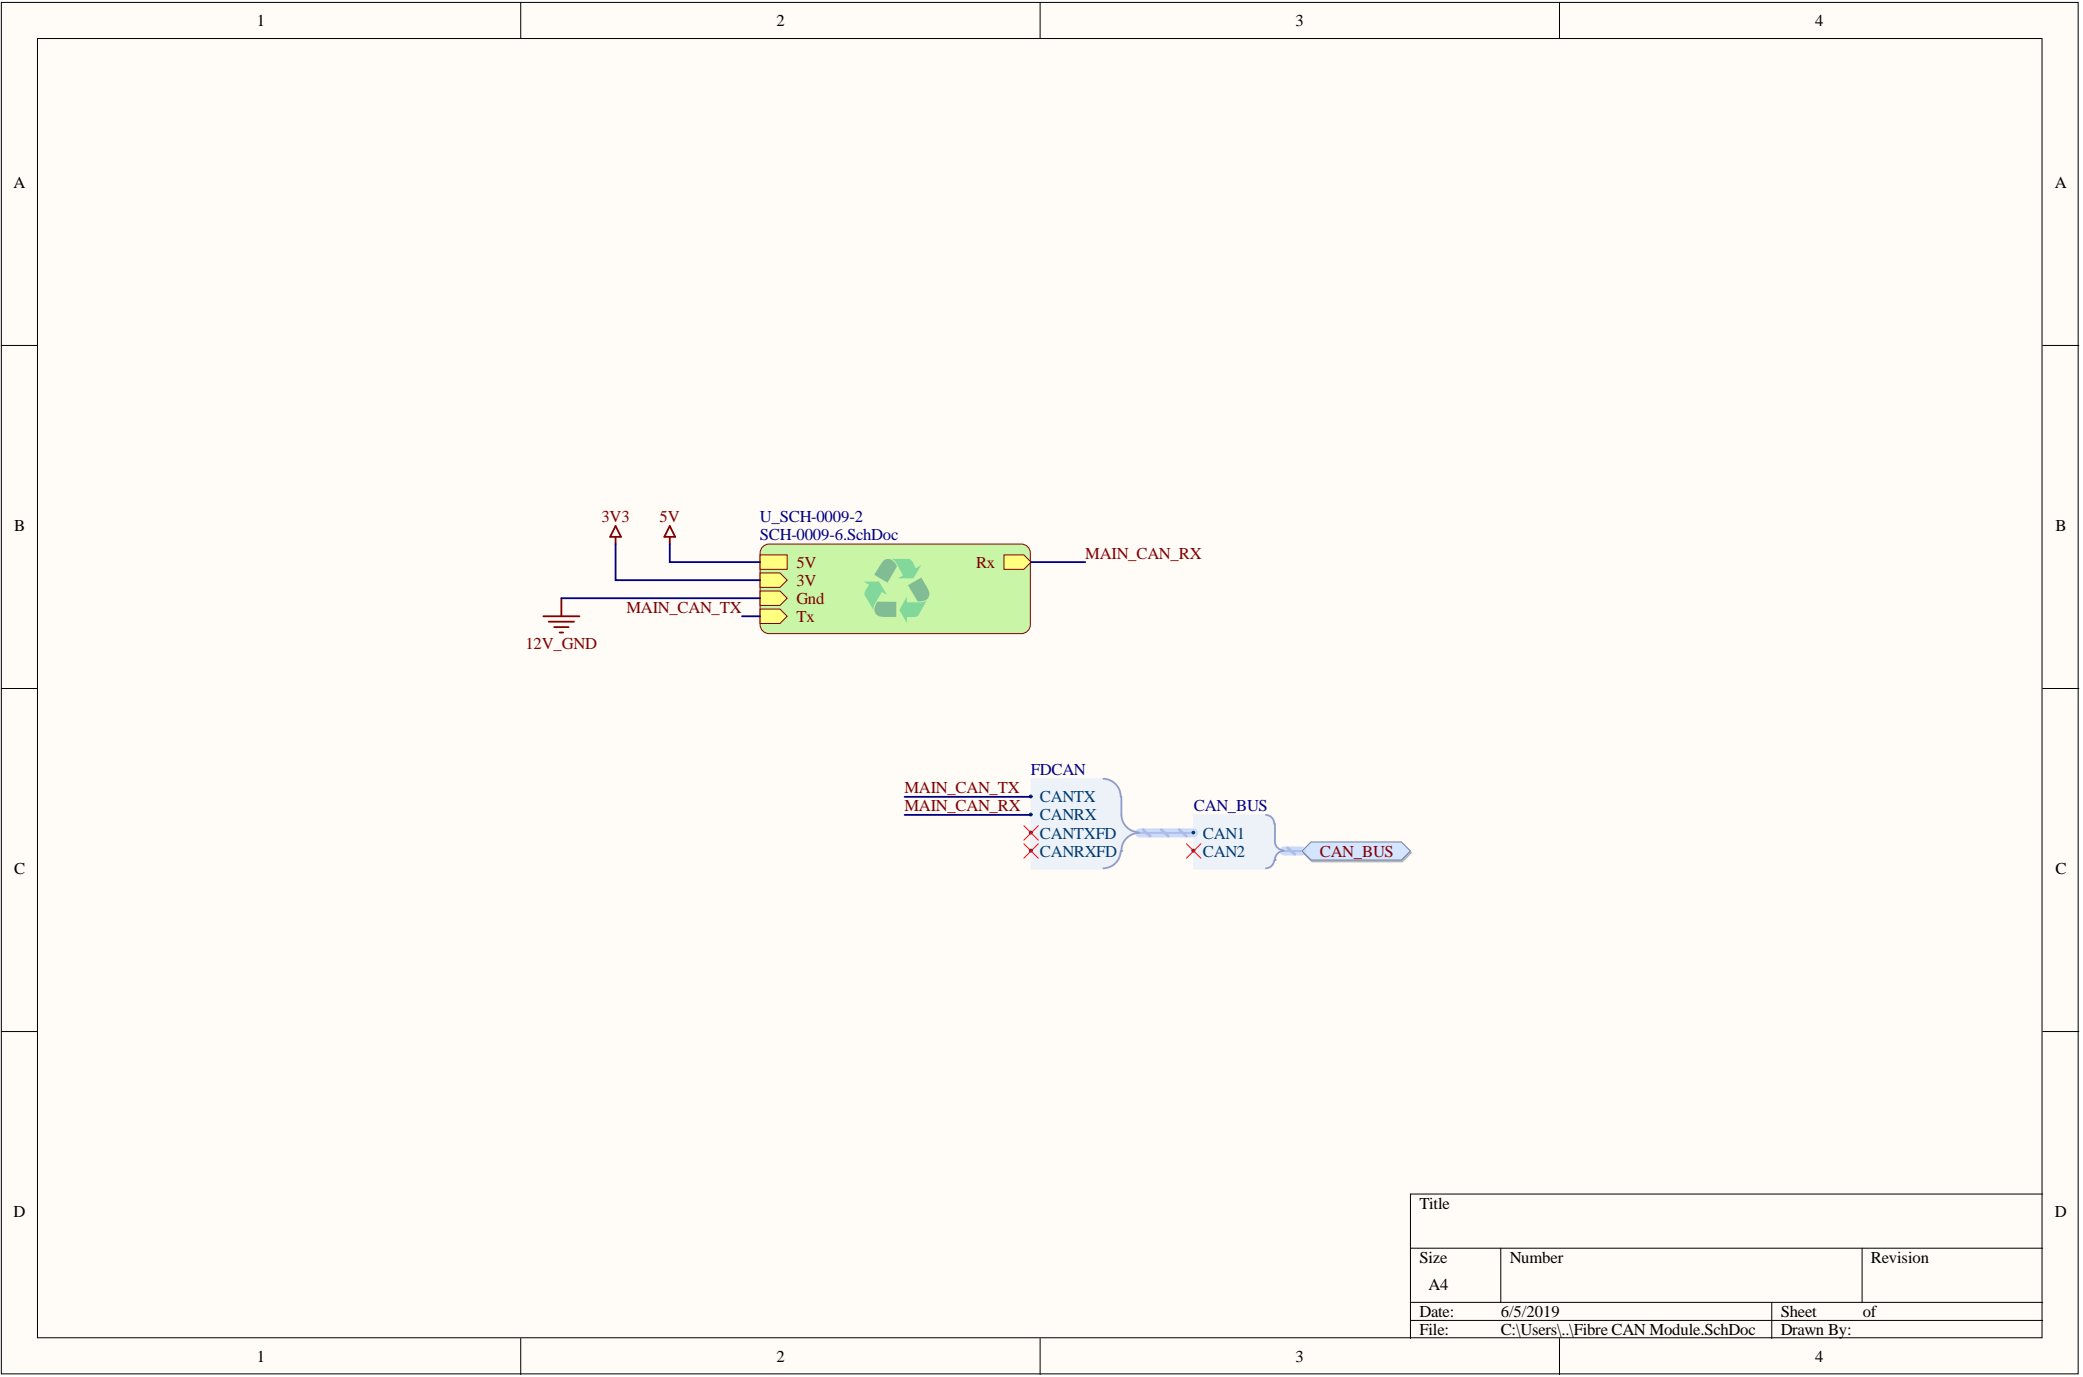 1 2 3 4
A A
3V3 5V U_SCH-0009-2
SCH-0009-6.SchDoc
B B
5V Rx MAIN_CAN_RX
3V
Gnd
MAIN_CAN_TX Tx
12V_GND
FDCAN
MAIN_CAN_TX CANTX
MAIN_CAN_RX CANRX CAN_BUS
CANTXFD CAN1
CANRXFD CAN2 CAN_BUS
C C
Title
D D
Size Number Revision
A4
Date: 6/5/2019 Sheet of
File: C:\Users\..\Fibre CAN Module.SchDoc Drawn By:
1 2 3 4